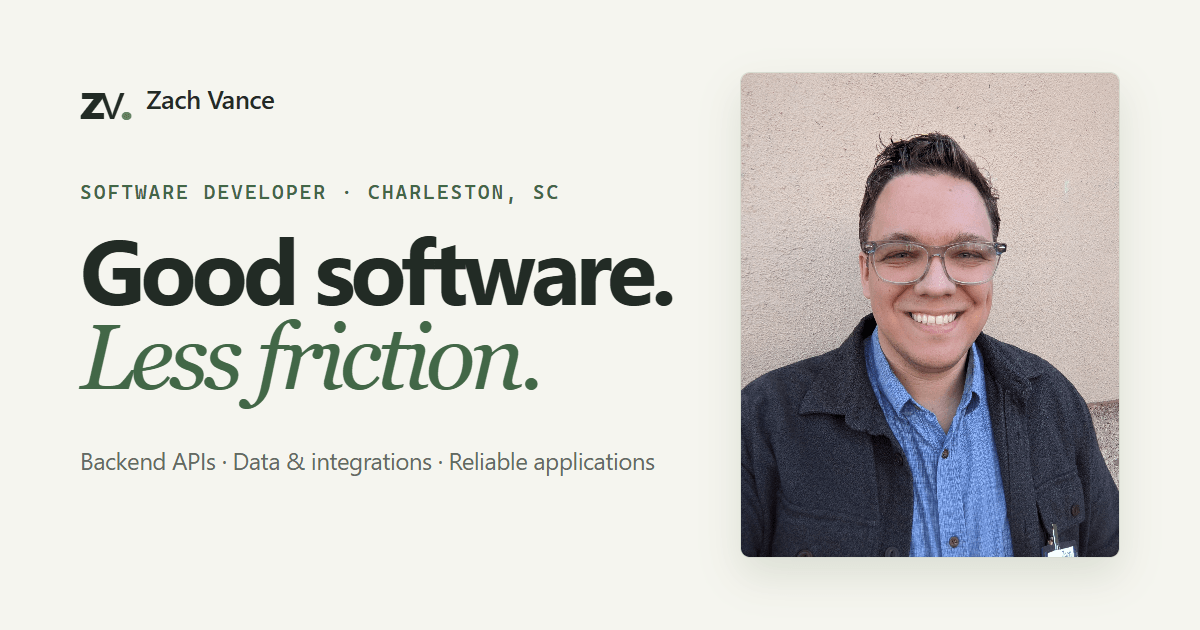 ZV.
Zach Vance
SOFTWARE DEVELOPER · CHARLESTON, SC
Good software.
Less friction.
Backend APIs · Data & integrations · Reliable applications